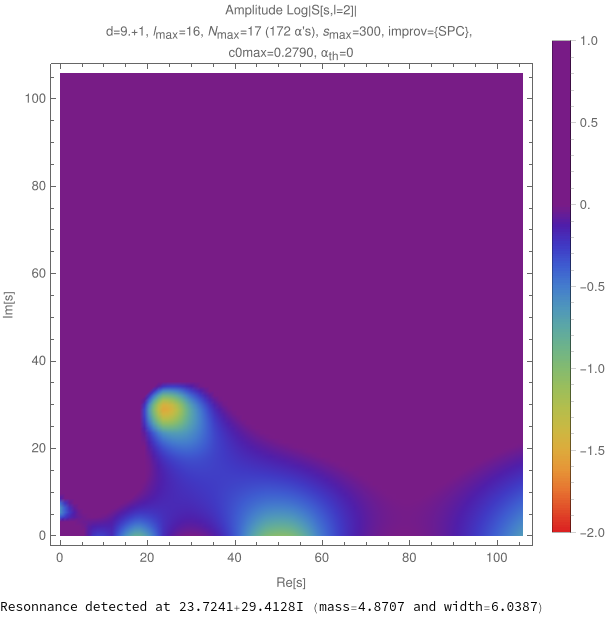 Amplitude Log|S[s,l=2]|
d=9.+1, lmax=16, Nmax=17 (172 α's), smax=300, improv={SPC},
c0max=0.2790, αth=0
100
80
60
40
20
0
Im[s]
0 20 40 60 80 100
Re[s]
1.0
0.5
0.
-0.5
-1.0
-1.5
-2.0
Resonnance detected at 23.7241+29.4128I (mass=4.8707 and width=6.0387)